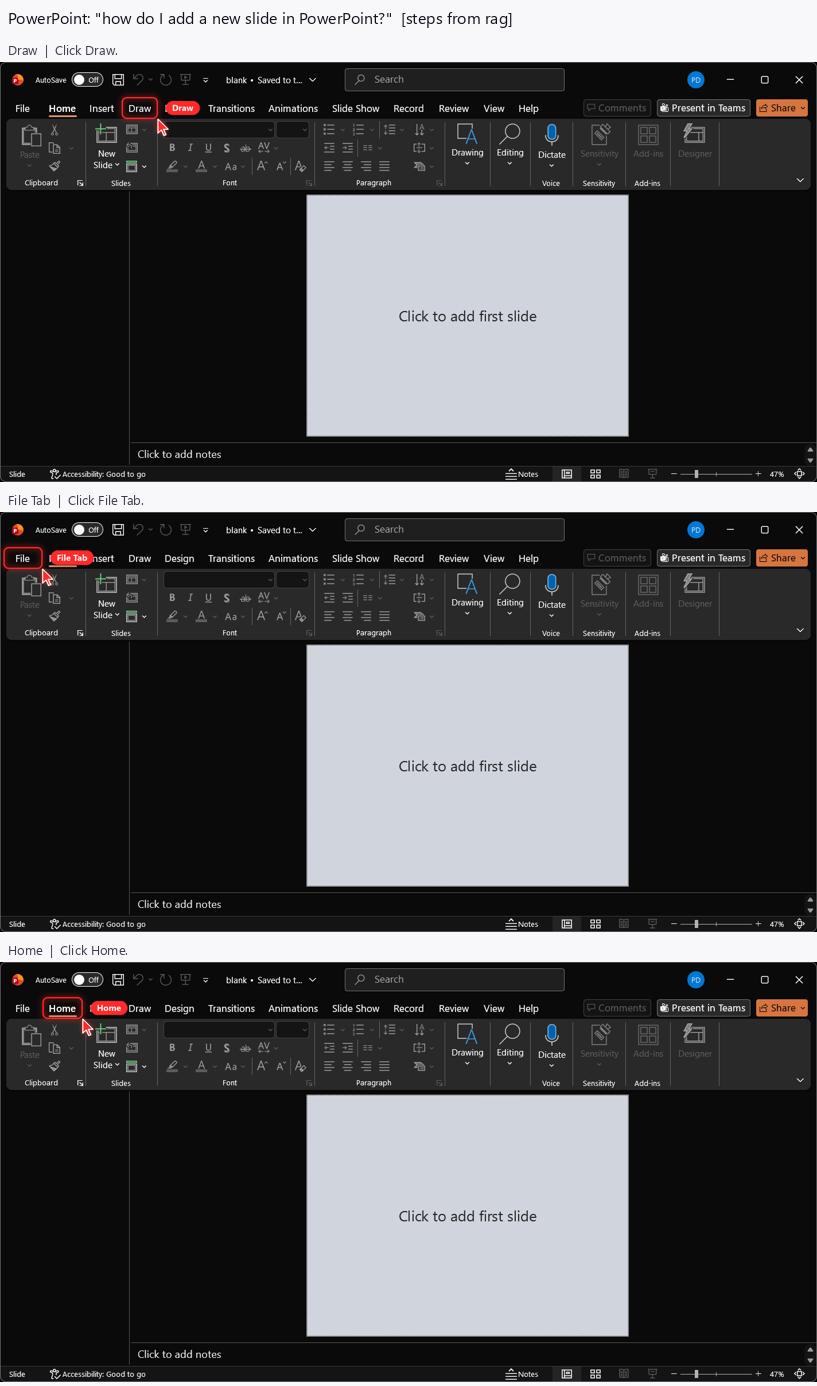 PowerPoint: "how do I add a new slide in PowerPoint?" [steps from rag]
Draw | Click Draw.
AutoSave Off blank • Saved to t... Search PD
File Home Insert Draw Draw Transitions Animations Slide Show Record Review View Help Comments Present in Teams Share
Paste New Slide B I U S ab AV Aa A A A Drawing Editing Dictate Sensitivity Add-ins Designer
Clipboard Slides Font Paragraph Voice Sensitivity Add-ins
Click to add first slide
Click to add notes
Slide Accessibility: Good to go Notes 47%
File Tab | Click File Tab.
AutoSave Off blank • Saved to t... Search PD
File File Tab nsert Draw Design Transitions Animations Slide Show Record Review View Help Comments Present in Teams Share
Paste New Slide B I U S ab AV Aa A A A Drawing Editing Dictate Sensitivity Add-ins Designer
Clipboard Slides Font Paragraph Voice Sensitivity Add-ins
Click to add first slide
Click to add notes
Slide Accessibility: Good to go Notes 47%
Home | Click Home.
AutoSave Off blank • Saved to t... Search PD
File Home Home Draw Design Transitions Animations Slide Show Record Review View Help Comments Present in Teams Share
Paste New Slide B I U S ab AV Aa A A A Drawing Editing Dictate Sensitivity Add-ins Designer
Clipboard Slides Font Paragraph Voice Sensitivity Add-ins
Click to add first slide
Click to add notes
Slide Accessibility: Good to go Notes 47%